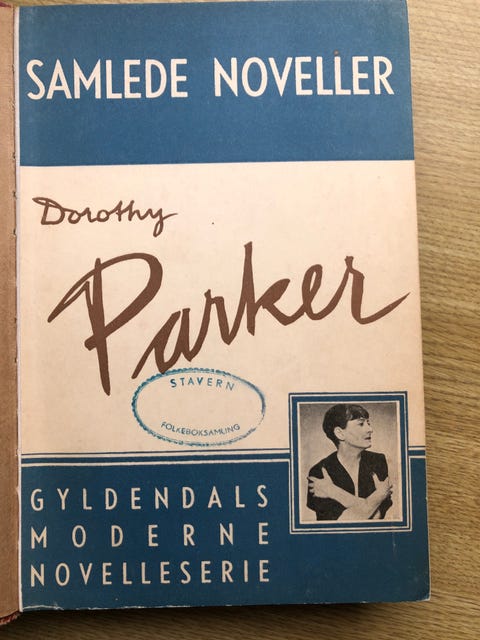 SAMLEDE NOVELLER
Dorothy
Parker
STAVERN
FOLKEBOKSAMLING
GYLDENDALS
MODERNE
NOVELLESERIE